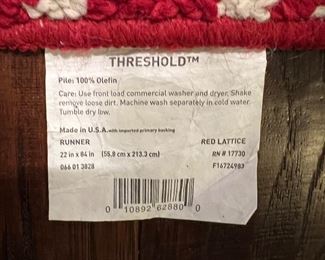 THRESHOLD™
Pile: 100% Olefin
Care: Use front load commercial washer and dryer. Shake
remove loose dirt. Machine wash separately in cold water.
Tumble dry low.
Made in U.S.A. with imported primary backing
RUNNER RED LATTICE
22 in x 84 in (55.8 cm x 213.3 cm) RN # 17730
066 01 3828 F16724983
0 10892 62880 0